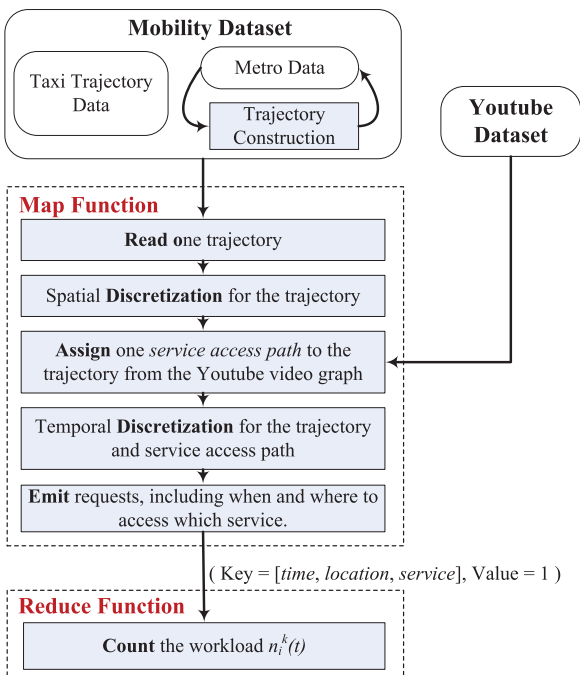 Mobility Dataset
Taxi Trajectory
Data
Metro Data
Trajectory
Construction
Youtube
Dataset
Map Function
Read one trajectory
Spatial Discretization for the trajectory
Assign one service access path to the
trajectory from the Youtube video graph
Temporal Discretization for the trajectory
and service access path
Emit requests, including when and where to
access which service.
( Key = [time, location, service], Value = 1 )
Reduce Function
Count the workload n_i^k(t)